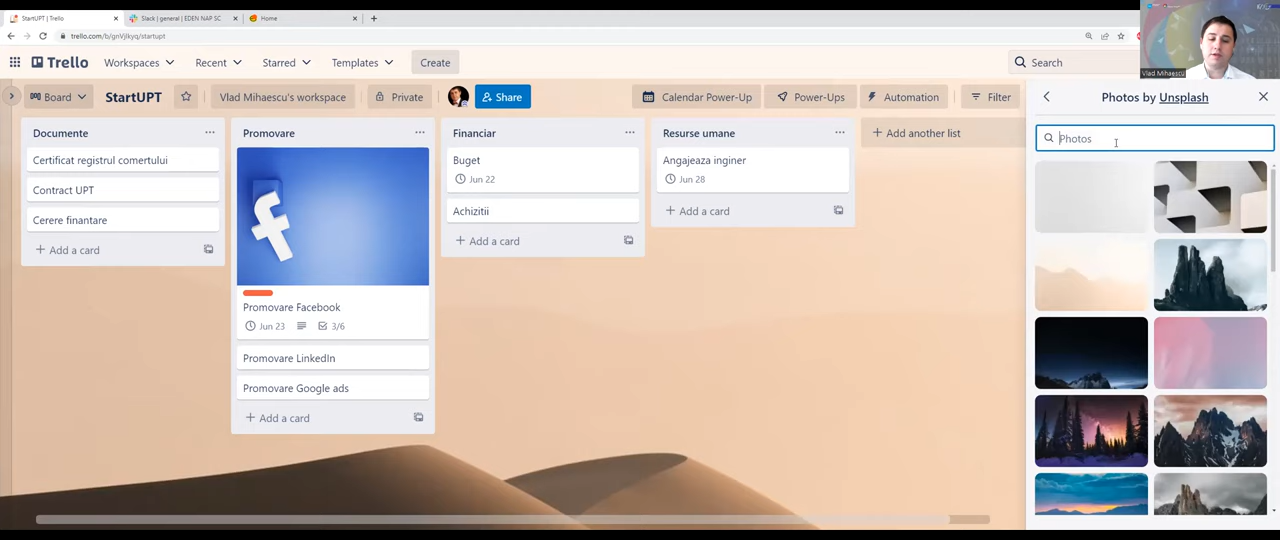 StartUPT | Trello
Slack | general | EDEN NAP SC
Home
trello.com/b/gnVjlkyq/startupt
Trello
Workspaces
Recent
Starred
Templates
Create
Search
Vlad Mihaescu
Board
StartUPT
Vlad Mihaescu's workspace
Private
Share
Calendar Power-Up
Power-Ups
Automation
Filter
Photos by Unsplash
Photos
Documente
Certificat registrul comertului
Contract UPT
Cerere finantare
Add a card
Promovare
Promovare Facebook
Jun 23
3/6
Promovare LinkedIn
Promovare Google ads
Add a card
Financiar
Buget
Jun 22
Achizitii
Add a card
Resurse umane
Angajeaza inginer
Jun 28
Add a card
Add another list